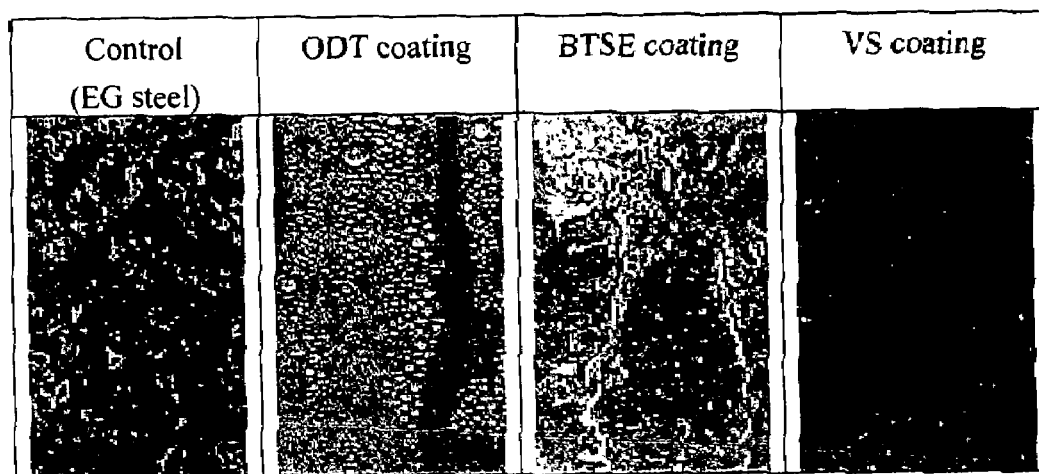 Control
(EG steel)
ODT coating
BTSE coating
VS coating